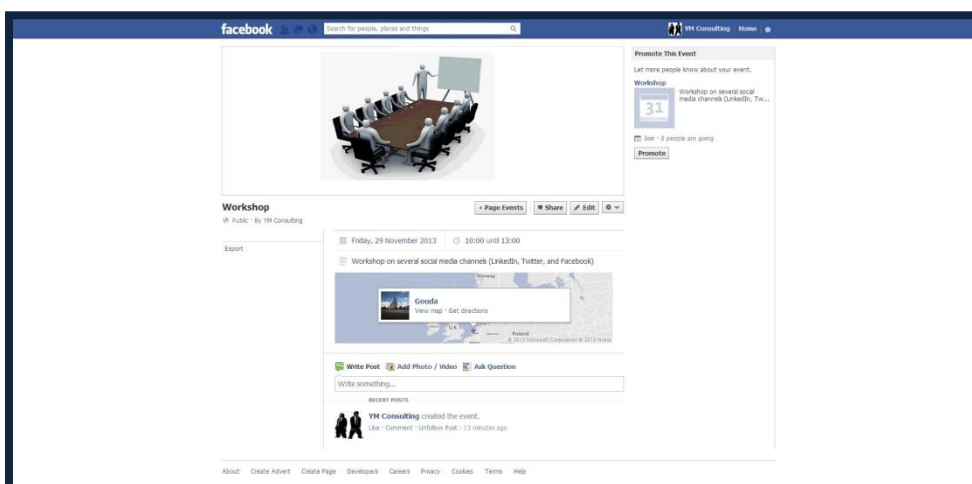 facebook
Search for people, places and things
YM Consulting Home
Promote This Event
Let more people know about your event.
Workshop
31
Workshop on several social
media channels (LinkedIn, Tw...
Join · 0 people are going
Promote
Workshop
Public · By YM Consulting
Page Events
Share
Edit
Export
Friday, 29 November 2013
10:00 until 13:00
Workshop on several social media channels (LinkedIn, Twitter, and Facebook)
Norway
Gouda
View map · Get directions
U.K.
Poland
© 2013 Microsoft Corporation © 2013 Nokia
Write Post Add Photo / Video Ask Question
Write something...
RECENT POSTS
YM Consulting created the event.
Like · Comment · Unfollow Post · 13 minutes ago
About Create Advert Create Page Developers Careers Privacy Cookies Terms Help